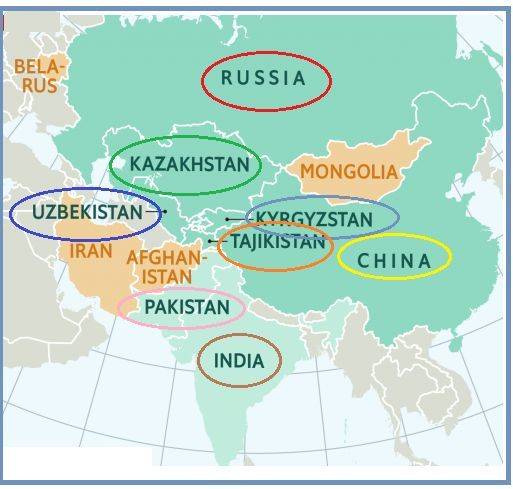 BELA-
RUS
RUSSIA
KAZAKHSTAN
MONGOLIA
UZBEKISTAN
KYRGYZSTAN
TAJIKISTAN
IRAN
AFGHAN-
ISTAN
CHINA
PAKISTAN
INDIA